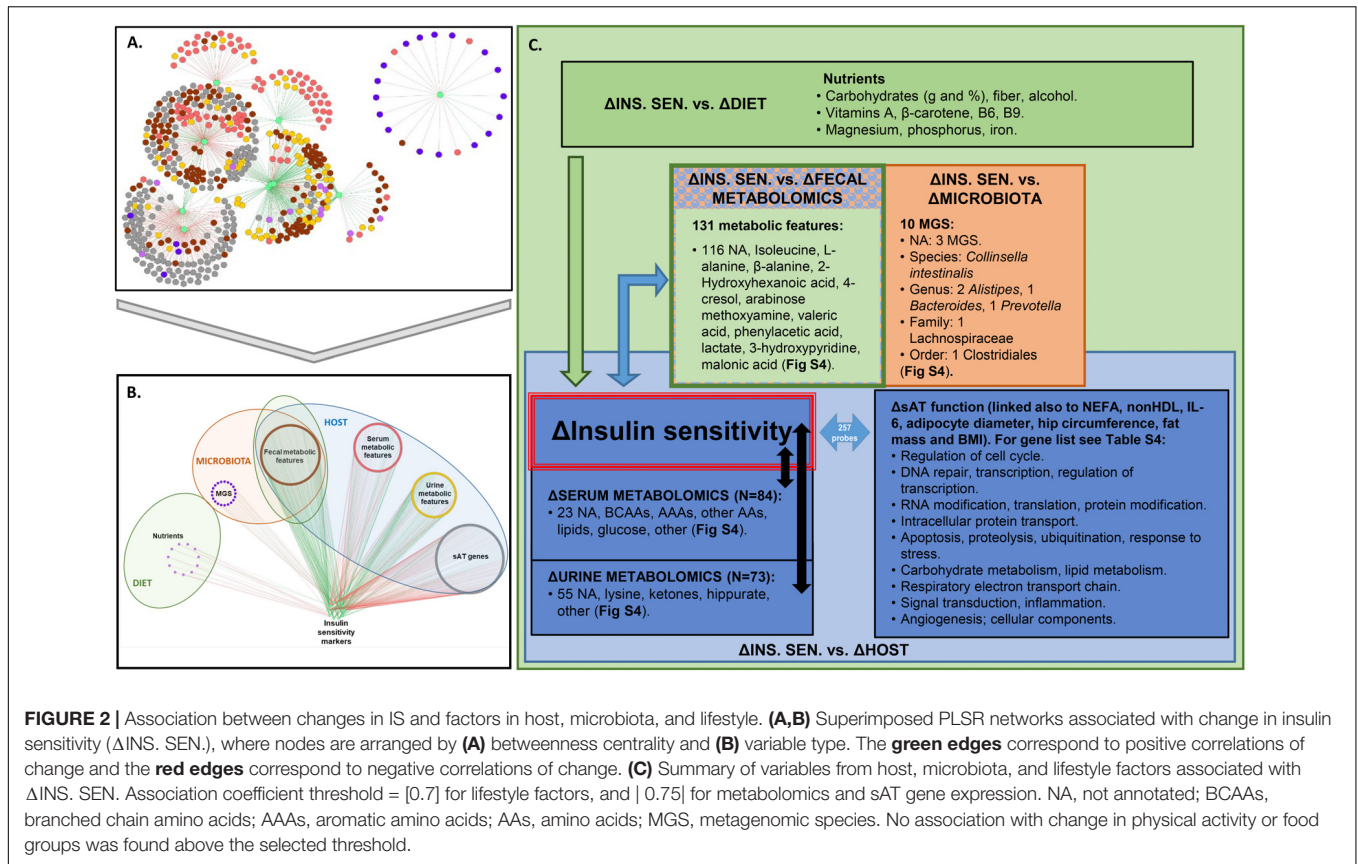 A.
B.
HOST
MICROBIOTA
Fecal metabolic
features
Serum
metabolic
features
Urine
metabolic
features
MGS
Nutrients
DIET
sAT genes
Insulin
sensitivity
markers
C.
ΔINS. SEN. vs. ΔDIET
Nutrients
• Carbohydrates (g and %), fiber, alcohol.
• Vitamins A, β-carotene, B6, B9.
• Magnesium, phosphorus, iron.
ΔINS. SEN. vs. ΔFECAL
METABOLOMICS
131 metabolic features:
• 116 NA, Isoleucine, L-
alanine, β-alanine, 2-
Hydroxyhexanoic acid, 4-
cresol, arabinose
methoxyamine, valeric
acid, phenylacetic acid,
lactate, 3-hydroxypyridine,
malonic acid (Fig S4).
ΔINS. SEN. vs.
ΔMICROBIOTA
10 MGS:
• NA: 3 MGS.
• Species: Collinsella
intestinalis
• Genus: 2 Alistipes, 1
Bacteroides, 1 Prevotella
• Family: 1
Lachnospiraceae
• Order: 1 Clostridiales
(Fig S4).
ΔInsulin sensitivity
257
probes
ΔSERUM METABOLOMICS (N=84):
• 23 NA, BCAAs, AAAs, other AAs,
lipids, glucose, other (Fig S4).
ΔURINE METABOLOMICS (N=73)
• 55 NA, lysine, ketones, hippurate,
other (Fig S4).
ΔsAT function (linked also to NEFA, nonHDL, IL-
6, adipocyte diameter, hip circumference, fat
mass and BMI). For gene list see Table S4:
• Regulation of cell cycle.
• DNA repair, transcription, regulation of
transcription.
• RNA modification, translation, protein modification.
• Intracellular protein transport.
• Apoptosis, proteolysis, ubiquitination, response to
stress.
• Carbohydrate metabolism, lipid metabolism.
• Respiratory electron transport chain.
• Signal transduction, inflammation.
• Angiogenesis; cellular components.
ΔINS. SEN. vs. ΔHOST
FIGURE 2 | Association between changes in IS and factors in host, microbiota, and lifestyle. (A,B) Superimposed PLSR networks associated with change in insulin
sensitivity (ΔINS. SEN.), where nodes are arranged by (A) betweenness centrality and (B) variable type. The green edges correspond to positive correlations of
change and the red edges correspond to negative correlations of change. (C) Summary of variables from host, microbiota, and lifestyle factors associated with
ΔINS. SEN. Association coefficient threshold = [0.7] for lifestyle factors, and | 0.75| for metabolomics and sAT gene expression. NA, not annotated; BCAAs,
branched chain amino acids; AAAs, aromatic amino acids; AAs, amino acids; MGS, metagenomic species. No association with change in physical activity or food
groups was found above the selected threshold.